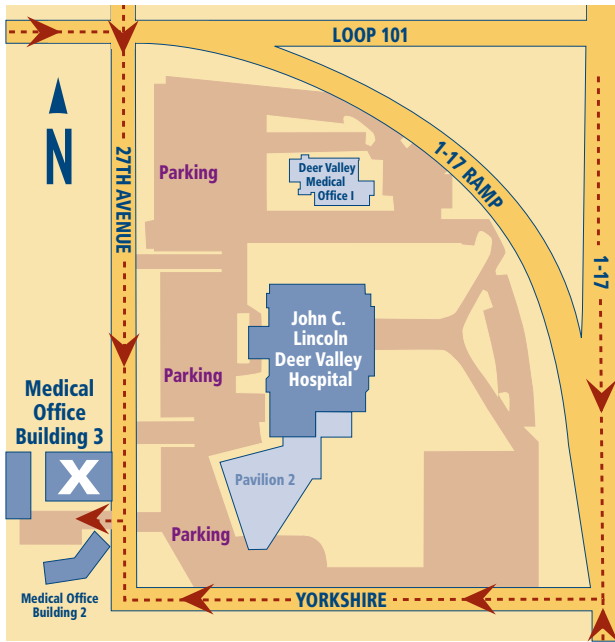 LOOP 101
N
27TH AVENUE
Parking
Deer Valley
Medical
Office I
1-17 RAMP
1-17
John C.
Lincoln
Deer Valley
Hospital
Parking
Medical
Office
Building 3
X
Pavilion 2
Parking
Medical Office
Building 2
YORKSHIRE